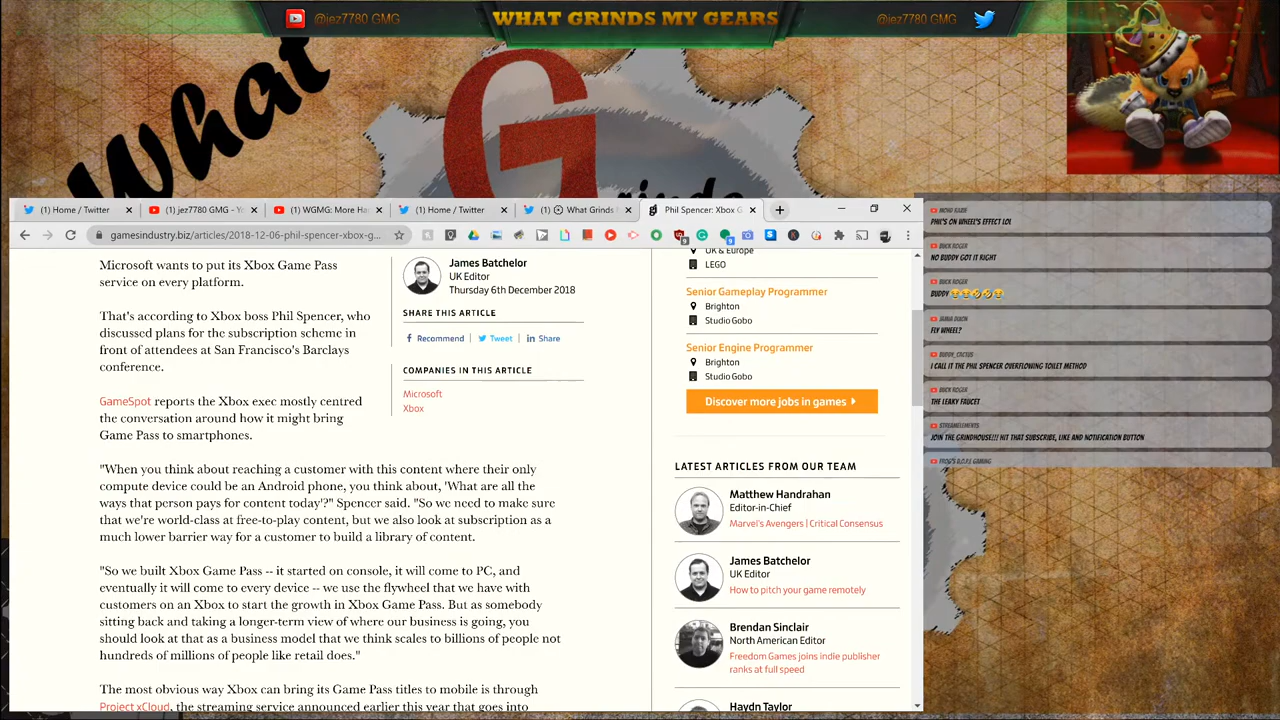 @jez7780 GMG
WHAT GRINDS MY GEARS
@jez7780 GMG
What
G
rinds
(1) Home / Twitter
(1) jez7780 GMG - Yo
(1) WGMG: More Ha
(1) Home / Twitter
(1) What Grinds
Phil Spencer: Xbox G
gamesindustry.biz/articles/2018-12-06-phil-spencer-xbox-g...
Microsoft wants to put its Xbox Game Pass
service on every platform.
That's according to Xbox boss Phil Spencer, who
discussed plans for the subscription scheme in
front of attendees at San Francisco's Barclays
conference.
GameSpot reports the Xbox exec mostly centred
the conversation around how it might bring
Game Pass to smartphones.
"When you think about reaching a customer with this content where their only
compute device could be an Android phone, you think about, 'What are all the
ways that person pays for content today'?" Spencer said. "So we need to make sure
that we're world-class at free-to-play content, but we also look at subscription as a
much lower barrier way for a customer to build a library of content.
"So we built Xbox Game Pass -- it started on console, it will come to PC, and
eventually it will come to every device -- we use the flywheel that we have with
customers on an Xbox to start the growth in Xbox Game Pass. But as somebody
sitting back and taking a longer-term view of where our business is going, you
should look at that as a business model that we think scales to billions of people not
hundreds of millions of people like retail does."
The most obvious way Xbox can bring its Game Pass titles to mobile is through
Project xCloud, the streaming service announced earlier this year that goes into
James Batchelor
UK Editor
Thursday 6th December 2018
SHARE THIS ARTICLE
Recommend
Tweet
Share
COMPANIES IN THIS ARTICLE
Microsoft
Xbox
UK & Europe
LEGO
Senior Gameplay Programmer
Brighton
Studio Gobo
Senior Engine Programmer
Brighton
Studio Gobo
Discover more jobs in games
LATEST ARTICLES FROM OUR TEAM
Matthew Handrahan
Editor-in-Chief
Marvel's Avengers | Critical Consensus
James Batchelor
UK Editor
How to pitch your game remotely
Brendan Sinclair
North American Editor
Freedom Games joins indie publisher
ranks at full speed
Haydn Taylor
PHIL'S ON WHEEL'S EFFECT LOL
BUCK ROGER
NO BUDDY GOT IT RIGHT
BUCK ROGER
BUDDY 😂😂🤣🤣😂
FLY WHEEL?
BUDDY_CACTUS
I CALL IT THE PHIL SPENCER OVERFLOWING TOILET METHOD
BUCK ROGER
THE LEAKY FAUCET
STREAMELEMENTS
JOIN THE GRINDHOUSE!!! HIT THAT SUBSCRIBE, LIKE AND NOTIFICATION BUTTON
FROG'S D.O.P.E GAMING